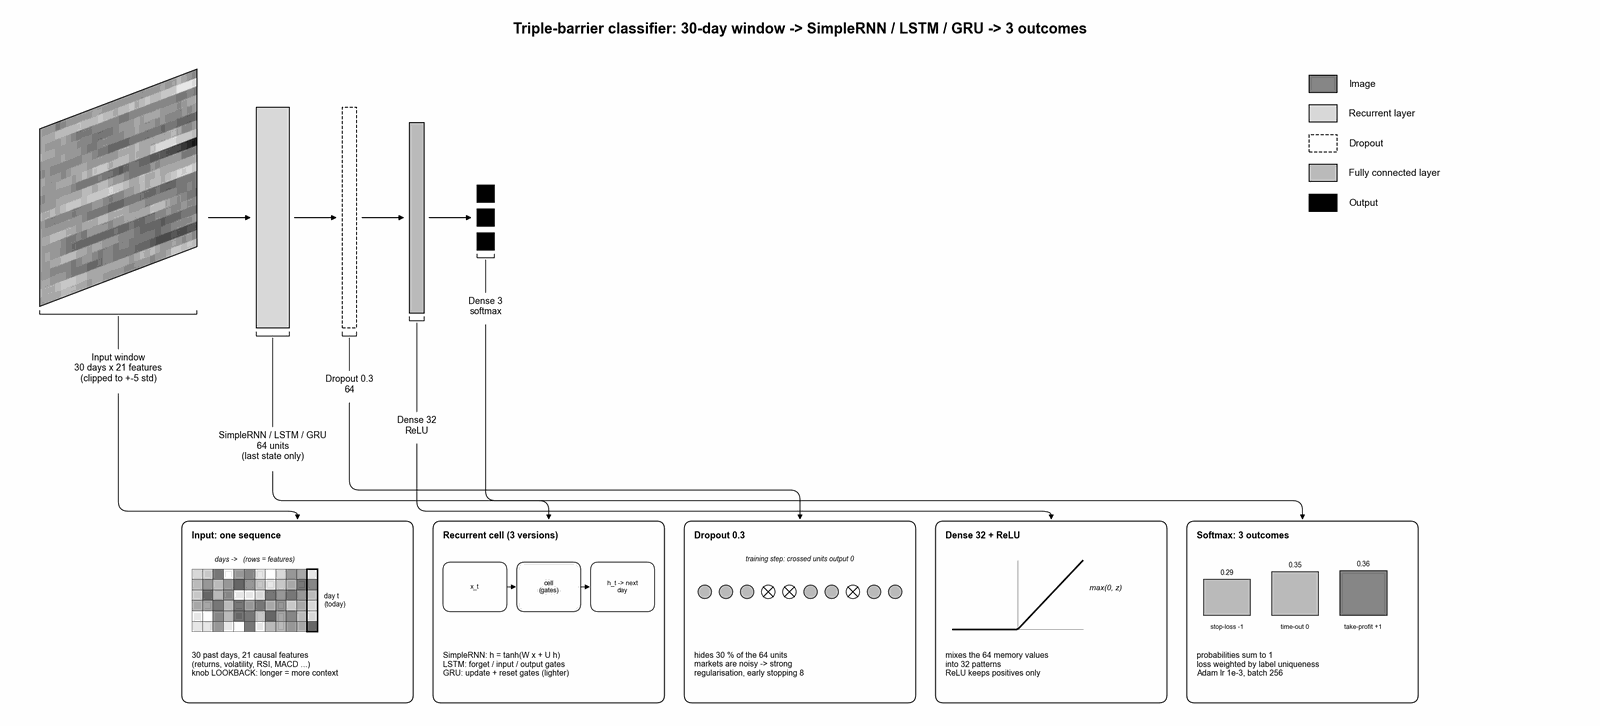 Triple-barrier classifier: 30-day window -> SimpleRNN / LSTM / GRU -> 3 outcomes
Image
Recurrent layer
Dropout
Fully connected layer
Output
Input window
30 days x 21 features
(clipped to +-5 std)
SimpleRNN / LSTM / GRU
64 units
(last state only)
Dropout 0.3
64
Dense 32
ReLU
Dense 3
softmax
Input: one sequence
days -> (rows = features)
day t
(today)
30 past days, 21 causal features
(returns, volatility, RSI, MACD ...)
knob LOOKBACK: longer = more context
Recurrent cell (3 versions)
x_t
cell
(gates)
h_t -> next
day
SimpleRNN: h = tanh(W x + U h)
LSTM: forget / input / output gates
GRU: update + reset gates (lighter)
Dropout 0.3
training step: crossed units output 0
hides 30 % of the 64 units
markets are noisy -> strong
regularisation, early stopping 8
Dense 32 + ReLU
max(0, z)
mixes the 64 memory values
into 32 patterns
ReLU keeps positives only
Softmax: 3 outcomes
0.29
0.35
0.36
stop-loss -1
time-out 0
take-profit +1
probabilities sum to 1
loss weighted by label uniqueness
Adam lr 1e-3, batch 256